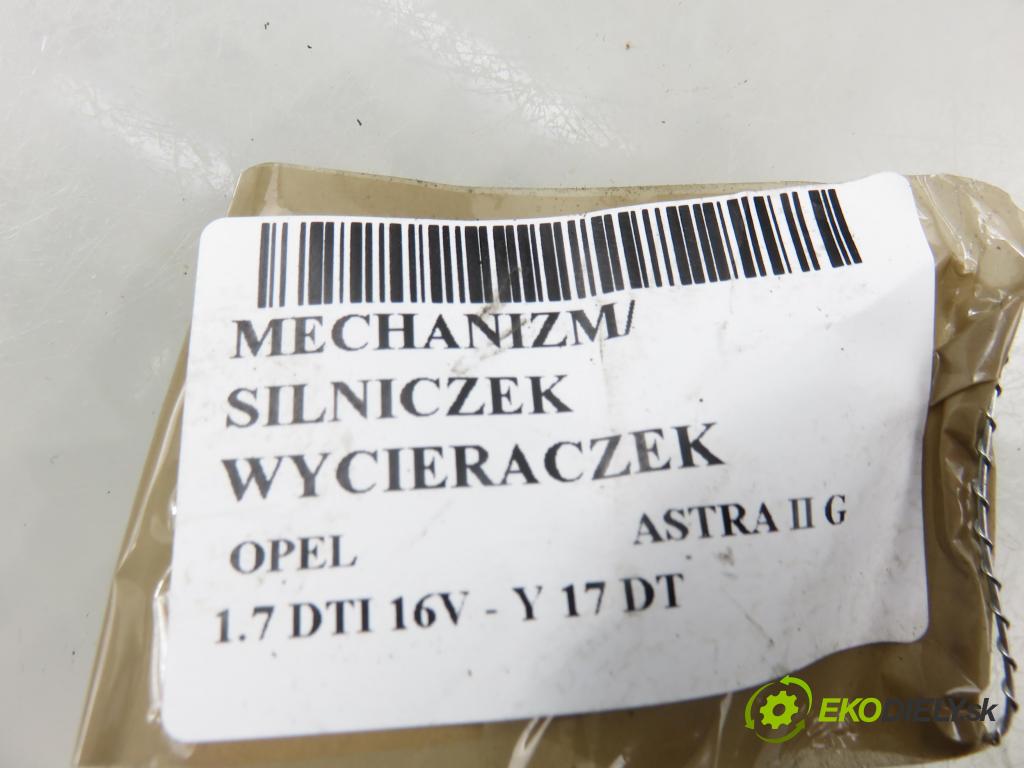 MECHANIZM/
SILNICZEK
WYCIERACZEK
OPEL ASTRA II G
1.7 DTI 16V - Y 17 DT
EKODIELY.sk